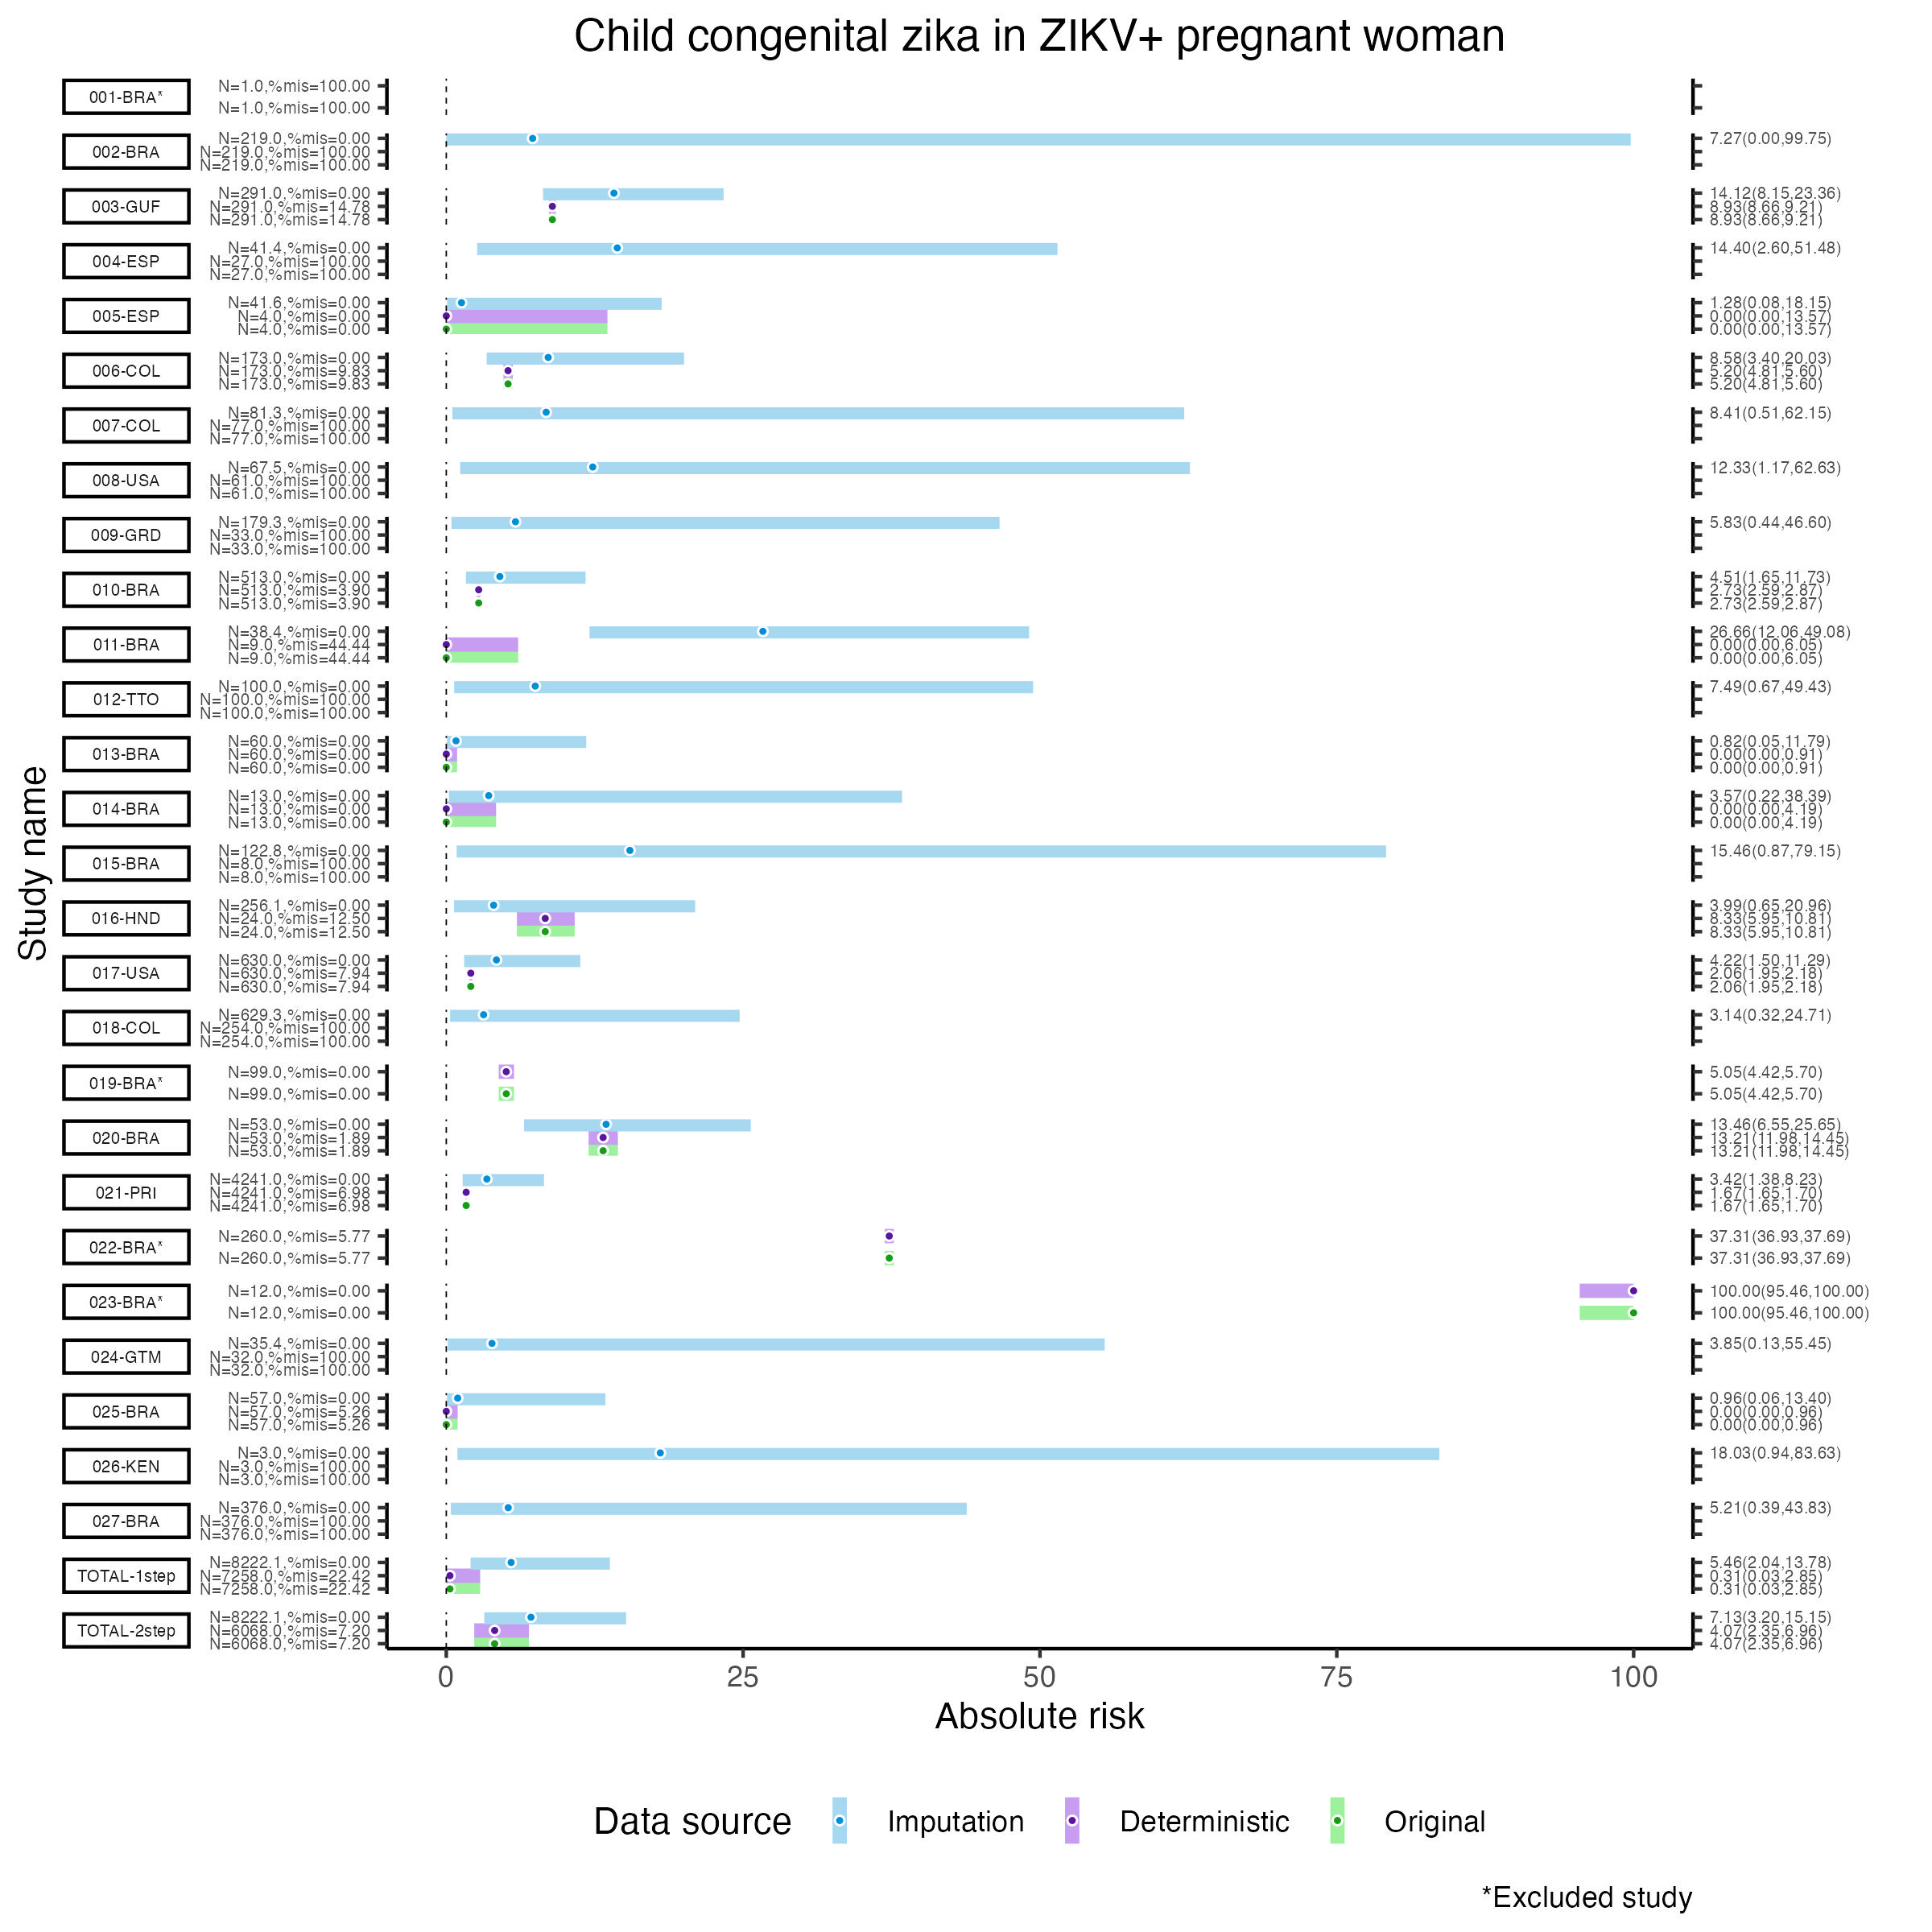 Child congenital zika in ZIKV+ pregnant woman
001-BRA* N=1.0,%mis=100.00
N=1.0,%mis=100.00
002-BRA N=219.0,%mis=0.00 7.27(0.00,99.75)
N=219.0,%mis=100.00
N=219.0,%mis=100.00
003-GUF N=291.0,%mis=0.00 14.12(8.15,23.36)
N=291.0,%mis=14.78 8.93(8.66,9.21)
N=291.0,%mis=14.78 8.93(8.66,9.21)
004-ESP N=41.4,%mis=0.00 14.40(2.60,51.48)
N=27.0,%mis=100.00
N=27.0,%mis=100.00
005-ESP N=41.6,%mis=0.00 1.28(0.08,18.15)
N=4.0,%mis=0.00 0.00(0.00,13.57)
N=4.0,%mis=0.00 0.00(0.00,13.57)
006-COL N=173.0,%mis=0.00 8.58(3.40,20.03)
N=173.0,%mis=9.83 5.20(4.81,5.60)
N=173.0,%mis=9.83 5.20(4.81,5.60)
007-COL N=81.3,%mis=0.00 8.41(0.51,62.15)
N=77.0,%mis=100.00
N=77.0,%mis=100.00
008-USA N=67.5,%mis=0.00 12.33(1.17,62.63)
N=61.0,%mis=100.00
N=61.0,%mis=100.00
009-GRD N=179.3,%mis=0.00 5.83(0.44,46.60)
N=33.0,%mis=100.00
N=33.0,%mis=100.00
010-BRA N=513.0,%mis=0.00 4.51(1.65,11.73)
N=513.0,%mis=3.90 2.73(2.59,2.87)
N=513.0,%mis=3.90 2.73(2.59,2.87)
011-BRA N=38.4,%mis=0.00 26.66(12.06,49.08)
N=9.0,%mis=44.44 0.00(0.00,6.05)
N=9.0,%mis=44.44 0.00(0.00,6.05)
012-TTO N=100.0,%mis=0.00 7.49(0.67,49.43)
N=100.0,%mis=100.00
N=100.0,%mis=100.00
013-BRA N=60.0,%mis=0.00 0.82(0.05,11.79)
N=60.0,%mis=0.00 0.00(0.00,0.91)
N=60.0,%mis=0.00 0.00(0.00,0.91)
014-BRA N=13.0,%mis=0.00 3.57(0.22,38.39)
N=13.0,%mis=0.00 0.00(0.00,4.19)
N=13.0,%mis=0.00 0.00(0.00,4.19)
015-BRA N=122.8,%mis=0.00 15.46(0.87,79.15)
N=8.0,%mis=100.00
N=8.0,%mis=100.00
016-HND N=256.1,%mis=0.00 3.99(0.65,20.96)
N=24.0,%mis=12.50 8.33(5.95,10.81)
N=24.0,%mis=12.50 8.33(5.95,10.81)
017-USA N=630.0,%mis=0.00 4.22(1.50,11.29)
N=630.0,%mis=7.94 2.06(1.95,2.18)
N=630.0,%mis=7.94 2.06(1.95,2.18)
018-COL N=629.3,%mis=0.00 3.14(0.32,24.71)
N=254.0,%mis=100.00
N=254.0,%mis=100.00
019-BRA* N=99.0,%mis=0.00 5.05(4.42,5.70)
N=99.0,%mis=0.00 5.05(4.42,5.70)
020-BRA N=53.0,%mis=0.00 13.46(6.55,25.65)
N=53.0,%mis=1.89 13.21(11.98,14.45)
N=53.0,%mis=1.89 13.21(11.98,14.45)
021-PRI N=4241.0,%mis=0.00 3.42(1.38,8.23)
N=4241.0,%mis=6.98 1.67(1.65,1.70)
N=4241.0,%mis=6.98 1.67(1.65,1.70)
022-BRA* N=260.0,%mis=5.77 37.31(36.93,37.69)
N=260.0,%mis=5.77 37.31(36.93,37.69)
023-BRA* N=12.0,%mis=0.00 100.00(95.46,100.00)
N=12.0,%mis=0.00 100.00(95.46,100.00)
024-GTM N=35.4,%mis=0.00 3.85(0.13,55.45)
N=32.0,%mis=100.00
N=32.0,%mis=100.00
025-BRA N=57.0,%mis=0.00 0.96(0.06,13.40)
N=57.0,%mis=5.26 0.00(0.00,0.96)
N=57.0,%mis=5.26 0.00(0.00,0.96)
026-KEN N=3.0,%mis=0.00 18.03(0.94,83.63)
N=3.0,%mis=100.00
N=3.0,%mis=100.00
027-BRA N=376.0,%mis=0.00 5.21(0.39,43.83)
N=376.0,%mis=100.00
N=376.0,%mis=100.00
TOTAL-1step N=8222.1,%mis=0.00 5.46(2.04,13.78)
N=7258.0,%mis=22.42 0.31(0.03,2.85)
N=7258.0,%mis=22.42 0.31(0.03,2.85)
TOTAL-2step N=8222.1,%mis=0.00 7.13(3.20,15.15)
N=6068.0,%mis=7.20 4.07(2.35,6.96)
N=6068.0,%mis=7.20 4.07(2.35,6.96)
Study name
0 25 50 75 100
Absolute risk
Data source Imputation Deterministic Original
*Excluded study